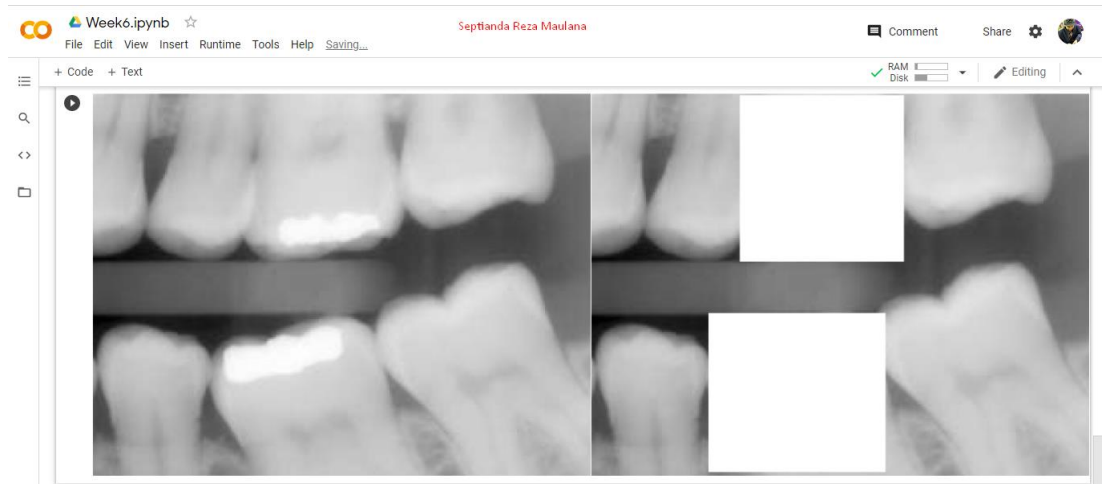 Week6.ipynb
Septianda Reza Maulana
Comment
Share
File Edit View Insert Runtime Tools Help Saving...
+ Code + Text
RAM
Disk
Editing